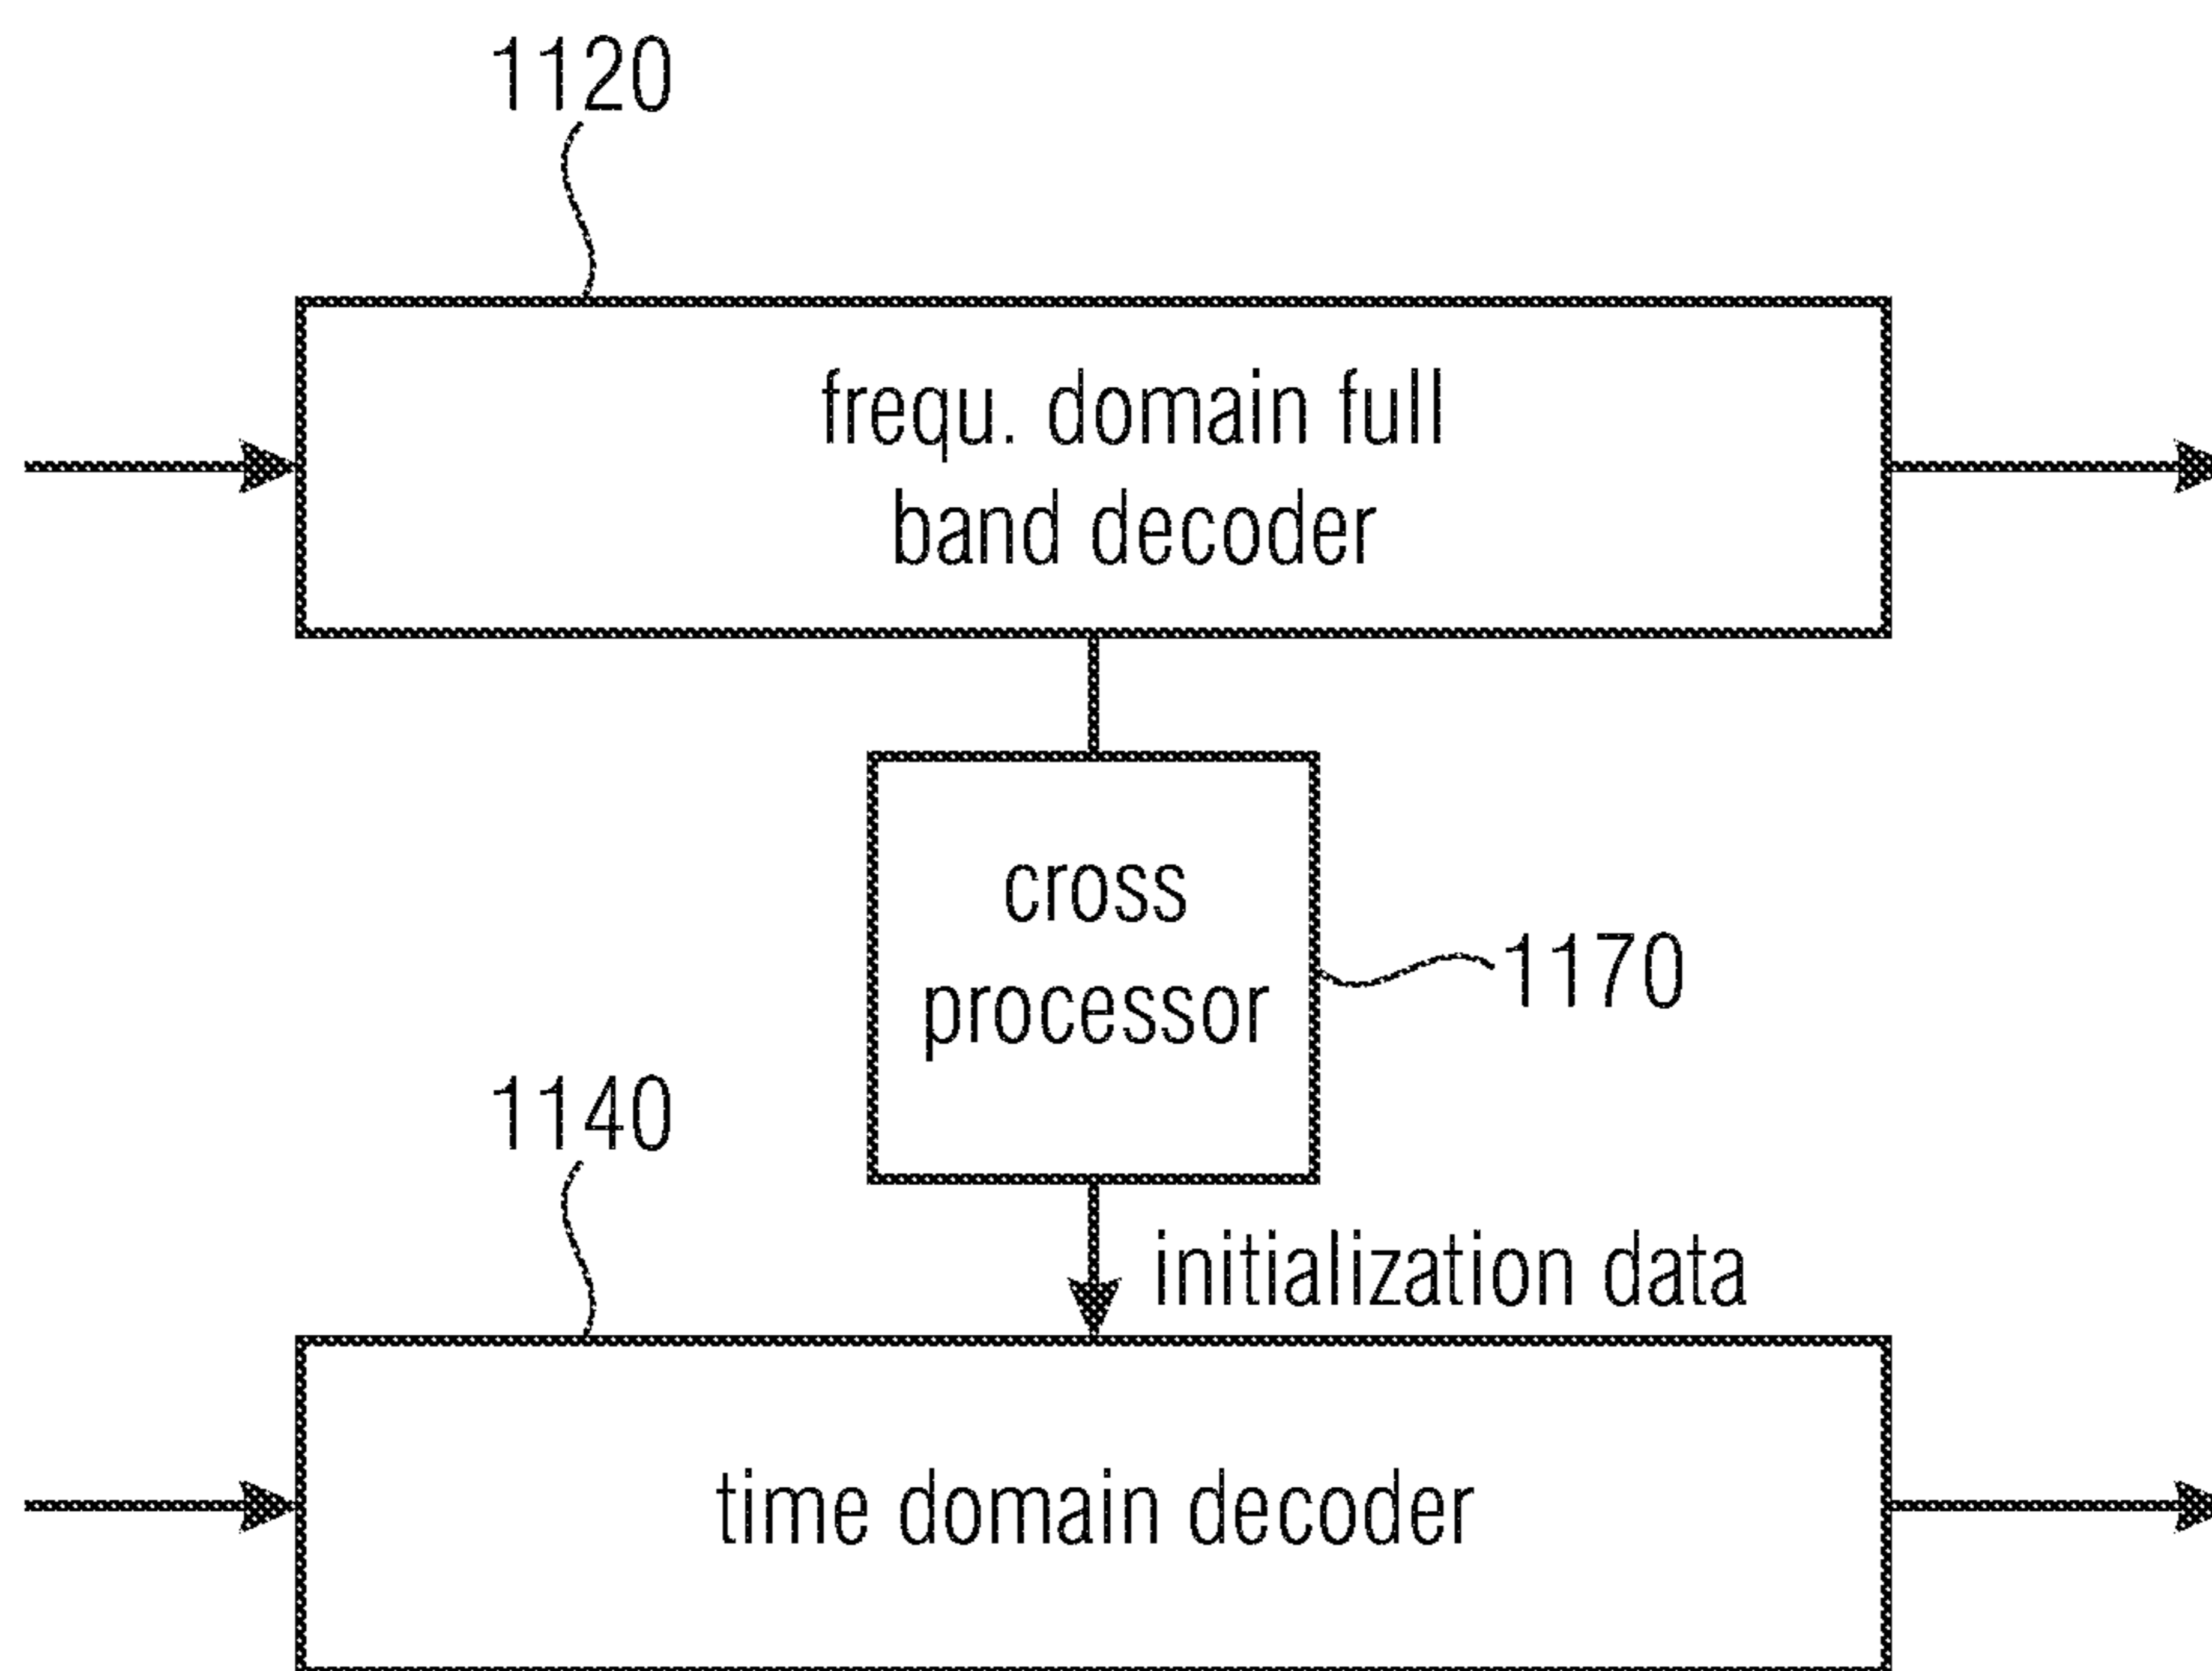 1120
frequ. domain full
band decoder
cross
processor
1170
1140
initialization data
time domain decoder